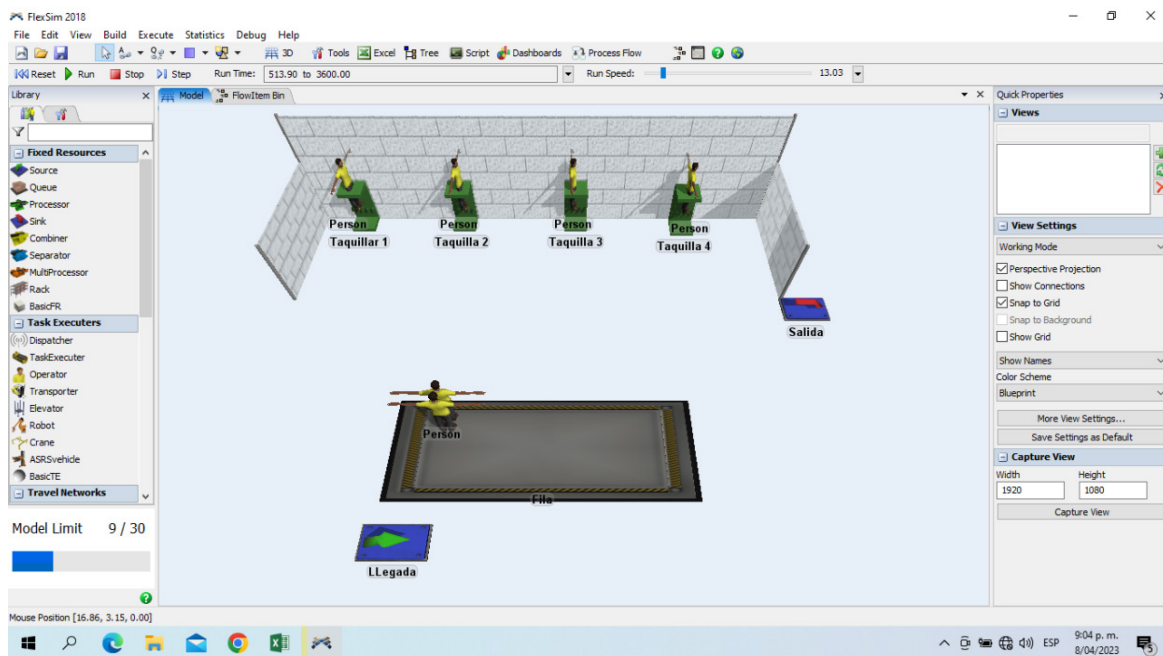 FlexSim 2018
File Edit View Build Execute Statistics Debug Help
3D Tools Excel Tree Script Dashboards Process Flow
Reset Run Stop Step Run Time: 513.90 to 3600.00 Run Speed: 13.03
Library
Model FlowItem Bin
Quick Properties
Views
Fixed Resources
Source
Queue
Processor
Sink
Combiner
Separator
MultiProcessor
Rack
BasicFR
Task Executers
Dispatcher
TaskExecuter
Operator
Transporter
Elevator
Robot
Crane
ASRSvehicle
BasicTE
Travel Networks
Model Limit 9 / 30
Person Person Person Person
Taquillar 1 Taquilla 2 Taquilla 3 Taquilla 4
Salida
Person
Fila
LLegada
View Settings
Working Mode
Perspective Projection
Show Connections
Snap to Grid
Snap to Background
Show Grid
Show Names
Color Scheme
Blueprint
More View Settings...
Save Settings as Default
Capture View
Width Height
1920 1080
Capture View
Mouse Position [16.86, 3.15, 0.00]
ESP
9:04 p. m.
8/04/2023
5